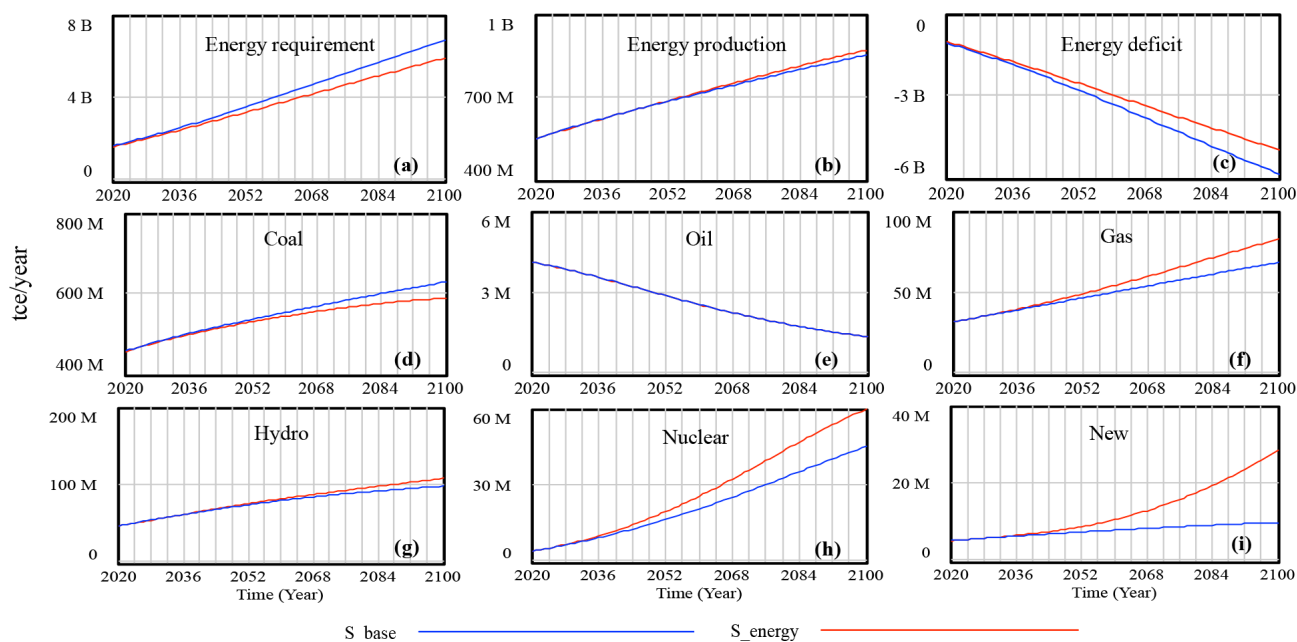 8 B
4 B
0
Energy requirement
(a)
2020 2036 2052 2068 2084 2100
1 B
700 M
400 M
Energy production
(b)
2020 2036 2052 2068 2084 2100
0
-3 B
-6 B
Energy deficit
(c)
2020 2036 2052 2068 2084 2100
tce/year
800 M
600 M
400 M
Coal
(d)
2020 2036 2052 2068 2084 2100
6 M
3 M
0
Oil
(e)
2020 2036 2052 2068 2084 2100
100 M
50 M
0
Gas
(f)
2020 2036 2052 2068 2084 2100
200 M
100 M
0
Hydro
(g)
2020 2036 2052 2068 2084 2100
Time (Year)
60 M
30 M
0
Nuclear
(h)
2020 2036 2052 2068 2084 2100
Time (Year)
40 M
20 M
0
New
(i)
2020 2036 2052 2068 2084 2100
Time (Year)
S_base S_energy